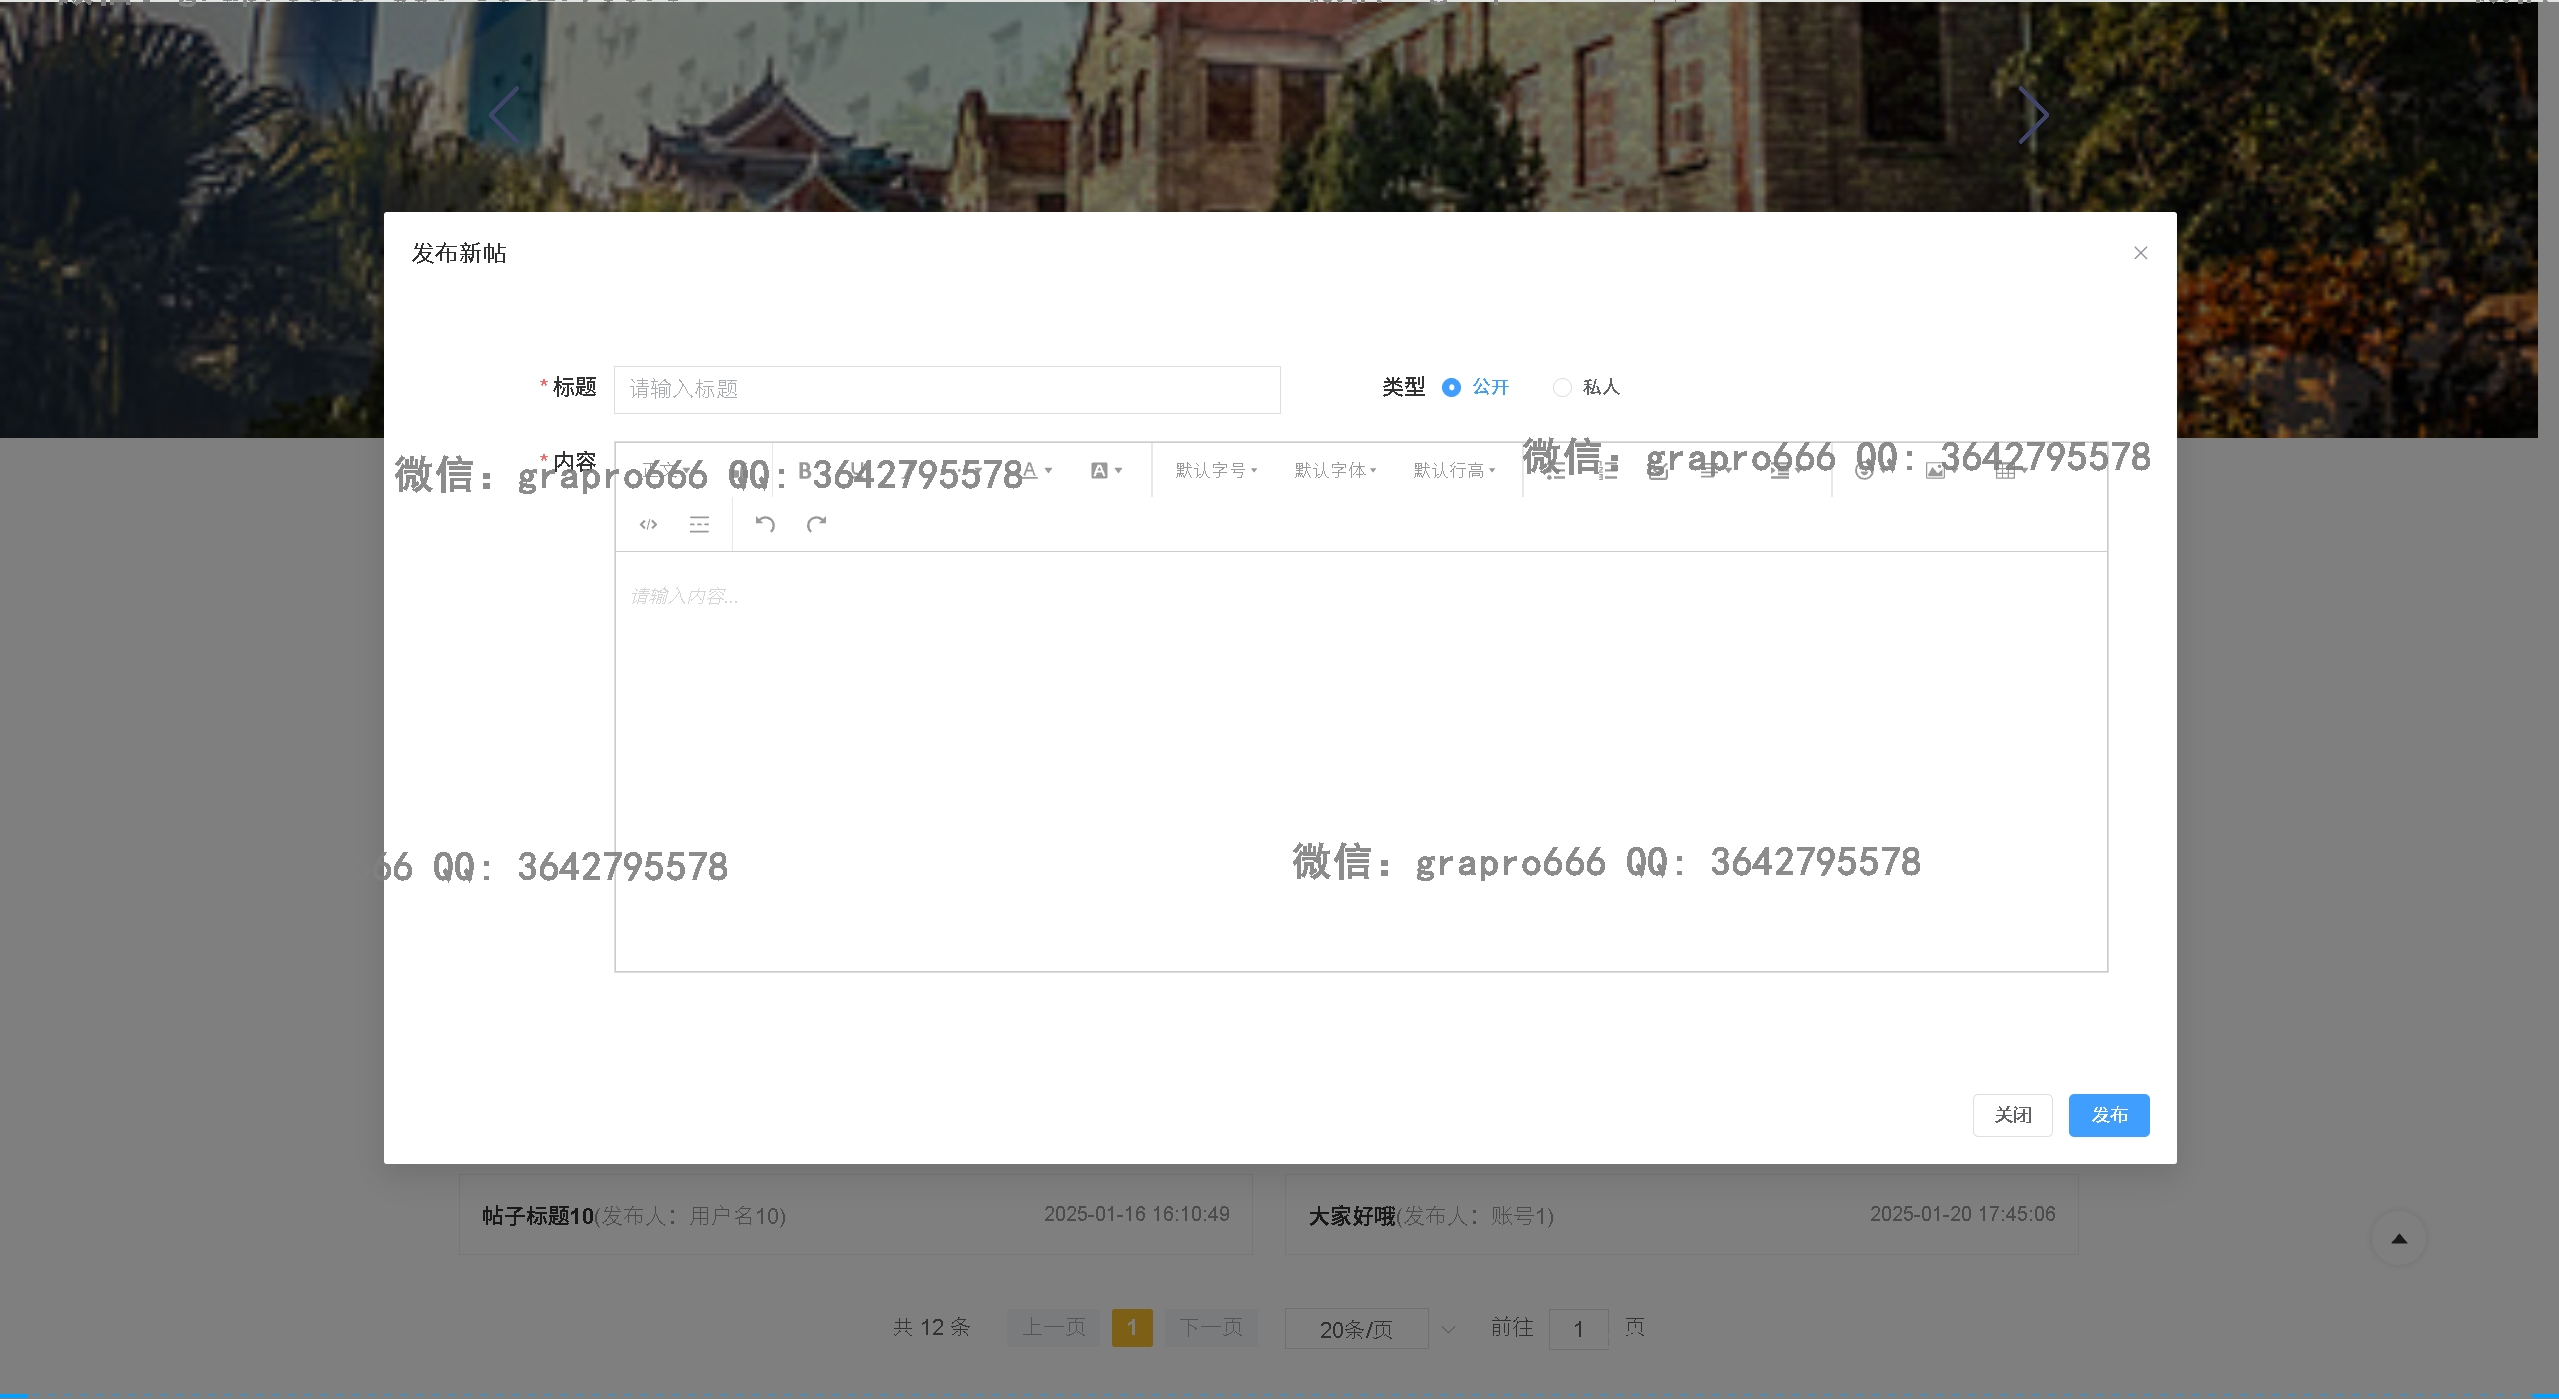 发布新帖
* 标题 请输入标题 类型 公开 私人
* 内容
正文 B U A A 默认字号 默认字体 默认行高
微信: grapro666 QQ: 3642795578
微信: grapro666 QQ: 3642795578
请输入内容...
66 QQ: 3642795578
微信: grapro666 QQ: 3642795578
关闭 发布
帖子标题10(发布人: 用户名10) 2025-01-16 16:10:49
大家好哦(发布人: 账号1) 2025-01-20 17:45:06
共 12 条 上一页 1 下一页 20条/页 前往 1 页